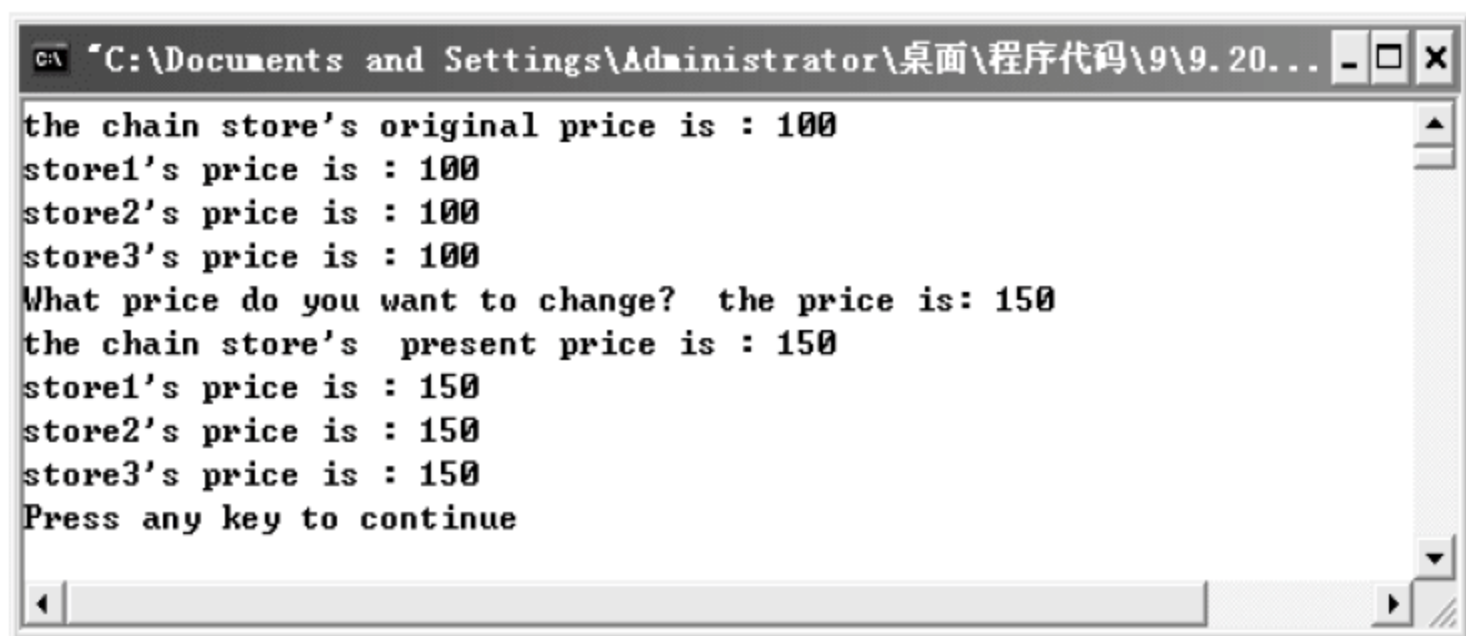 "C:\Documents and Settings\Administrator\桌面\程序代码\9\9.20...
the chain store's original price is : 100
store1's price is : 100
store2's price is : 100
store3's price is : 100
What price do you want to change?  the price is: 150
the chain store's  present price is : 150
store1's price is : 150
store2's price is : 150
store3's price is : 150
Press any key to continue